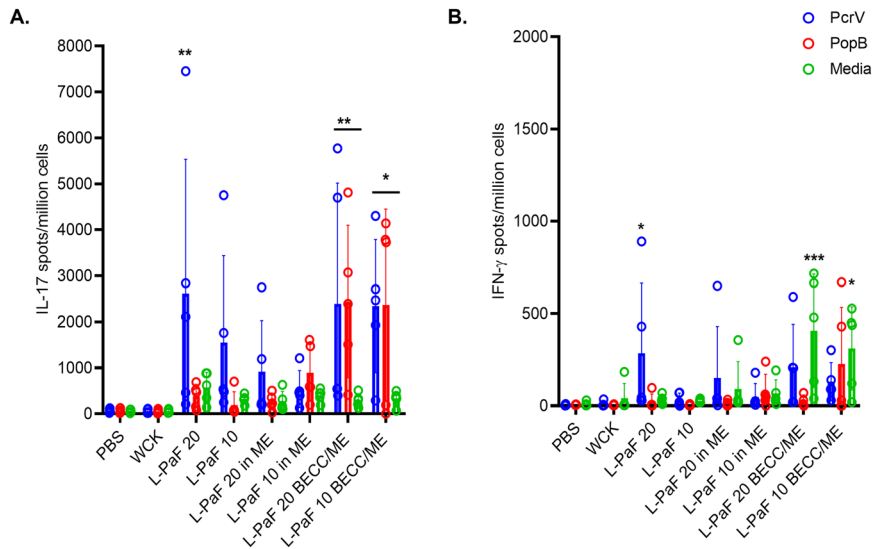 A.
B.
PcrV
PopB
Media
IL-17 spots/million cells
8000
7000
6000
5000
4000
3000
2000
1000
0
**
**
*
PBS
WCK
L-PaF 20
L-PaF 10
L-PaF 20 in ME
L-PaF 10 in ME
L-PaF 20 BECC/ME
L-PaF 10 BECC/ME
IFN-γ spots/million cells
2000
1500
1000
500
0
*
***
*
PBS
WCK
L-PaF 20
L-PaF 10
L-PaF 20 in ME
L-PaF 10 in ME
L-PaF 20 BECC/ME
L-PaF 10 BECC/ME